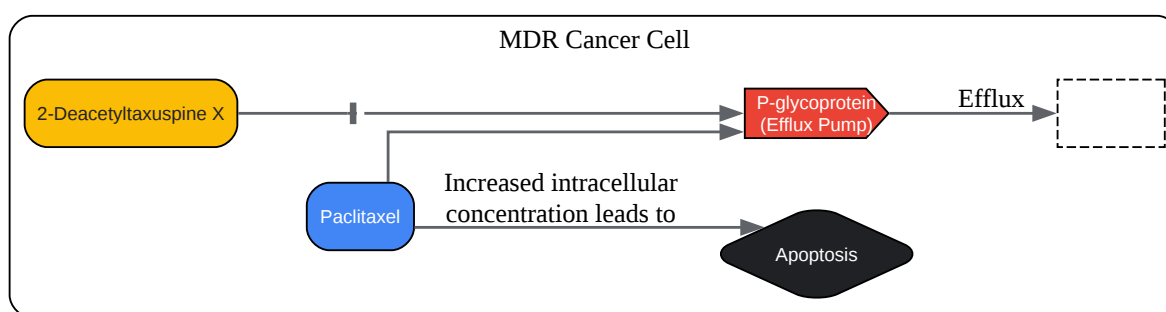 MDR Cancer Cell
2-Deacetyltaxuspine X
P-glycoprotein
(Efflux Pump)
Efflux
Paclitaxel
Increased intracellular
concentration leads to
Apoptosis